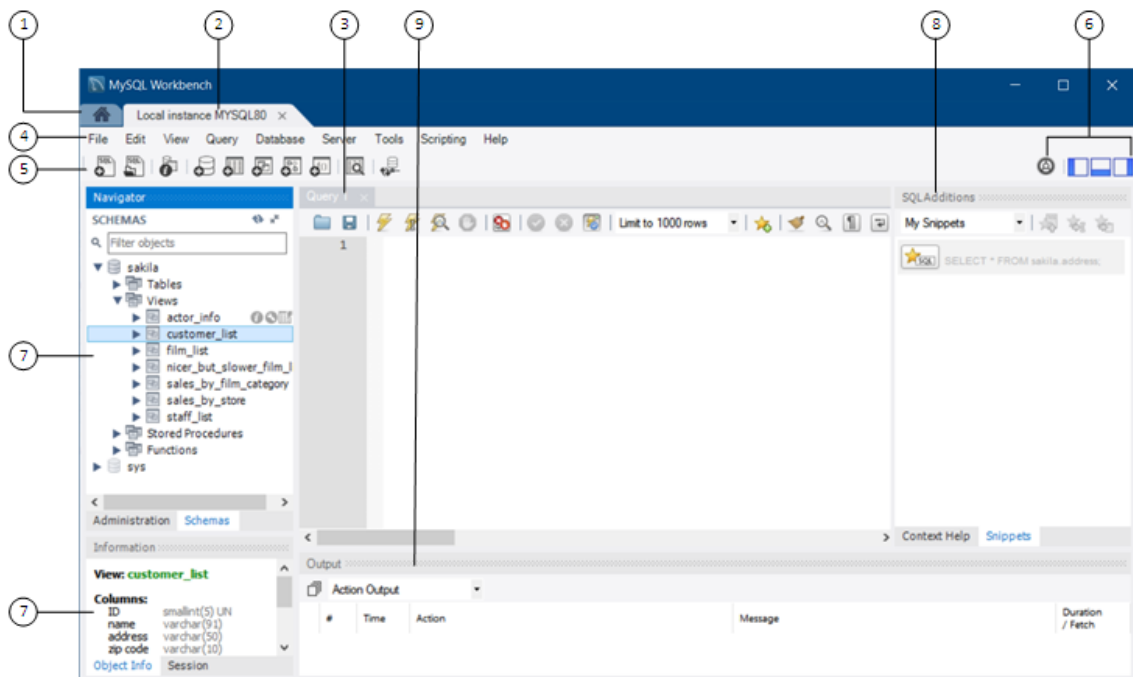 1
2
3
9
8
6
MySQL Workbench
Local instance MYSQL80
4
File Edit View Query Database Server Tools Scripting Help
5
Navigator
Query 1
SQLAdditions
SCHEMAS
Limit to 1000 rows
My Snippets
Filter objects
1
SQL
SELECT * FROM sakila.address;
sakila
Tables
Views
actor_info
customer_list
7
film_list
nicer_but_slower_film_l
sales_by_film_category
sales_by_store
staff_list
Stored Procedures
Functions
sys
Administration Schemas
Context Help Snippets
Information
Output
View: customer_list
Action Output
Columns:
7
ID smallint(5) UN
name varchar(91)
address varchar(50)
zip code varchar(10)
# Time Action Message Duration
/ Fetch
Object Info Session